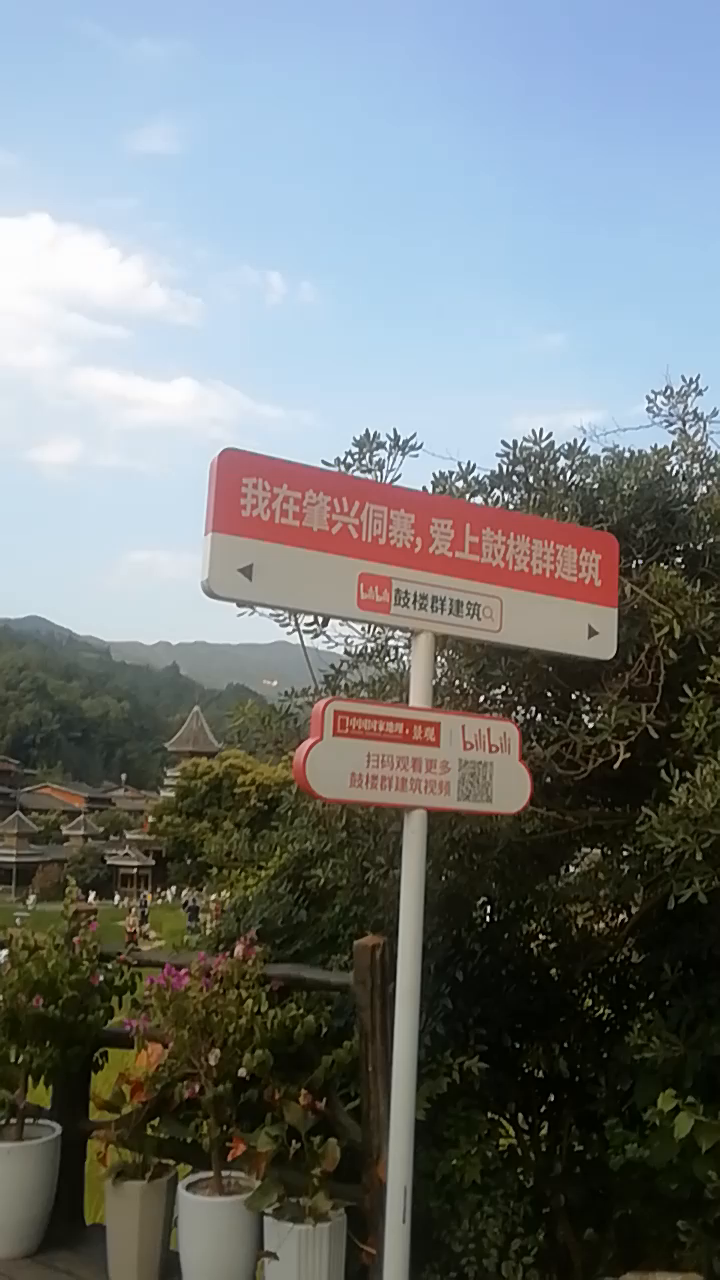 我在肇兴侗寨，爱上鼓楼群建筑
bilibili 鼓楼群建筑
中国国家地理·景观 bilibili
扫码观看更多
鼓楼群建筑视频